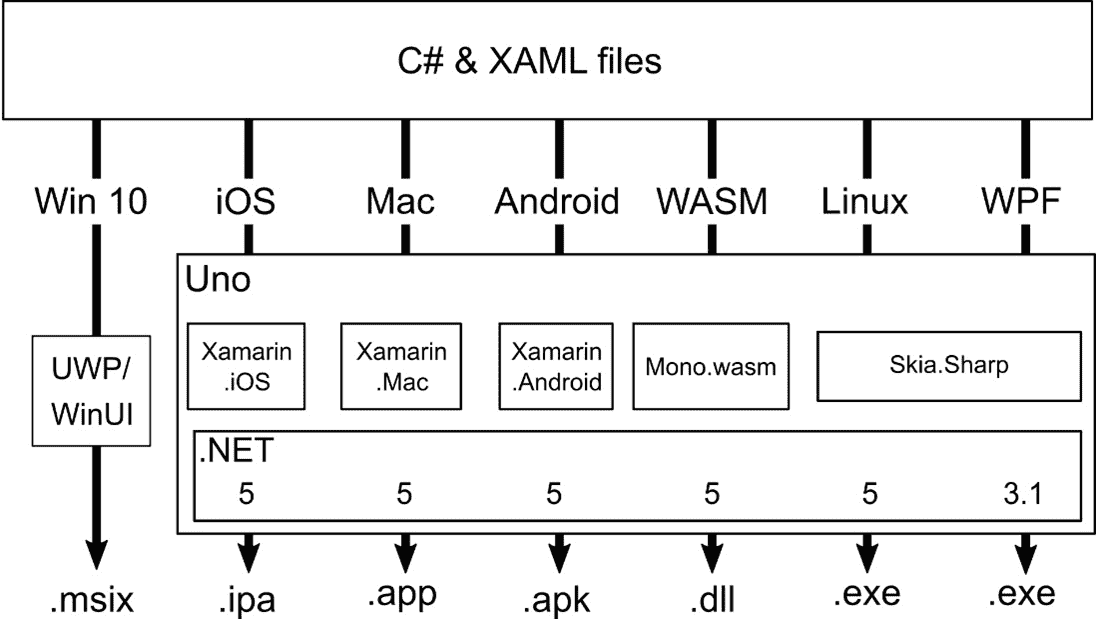 C# & XAML files
Win 10 iOS Mac Android WASM Linux WPF
Uno
UWP/
WinUI
Xamarin
.iOS
Xamarin
.Mac
Xamarin
.Android
Mono.wasm
Skia.Sharp
.NET
5 5 5 5 5 3.1
.msix .ipa .app .apk .dll .exe .exe